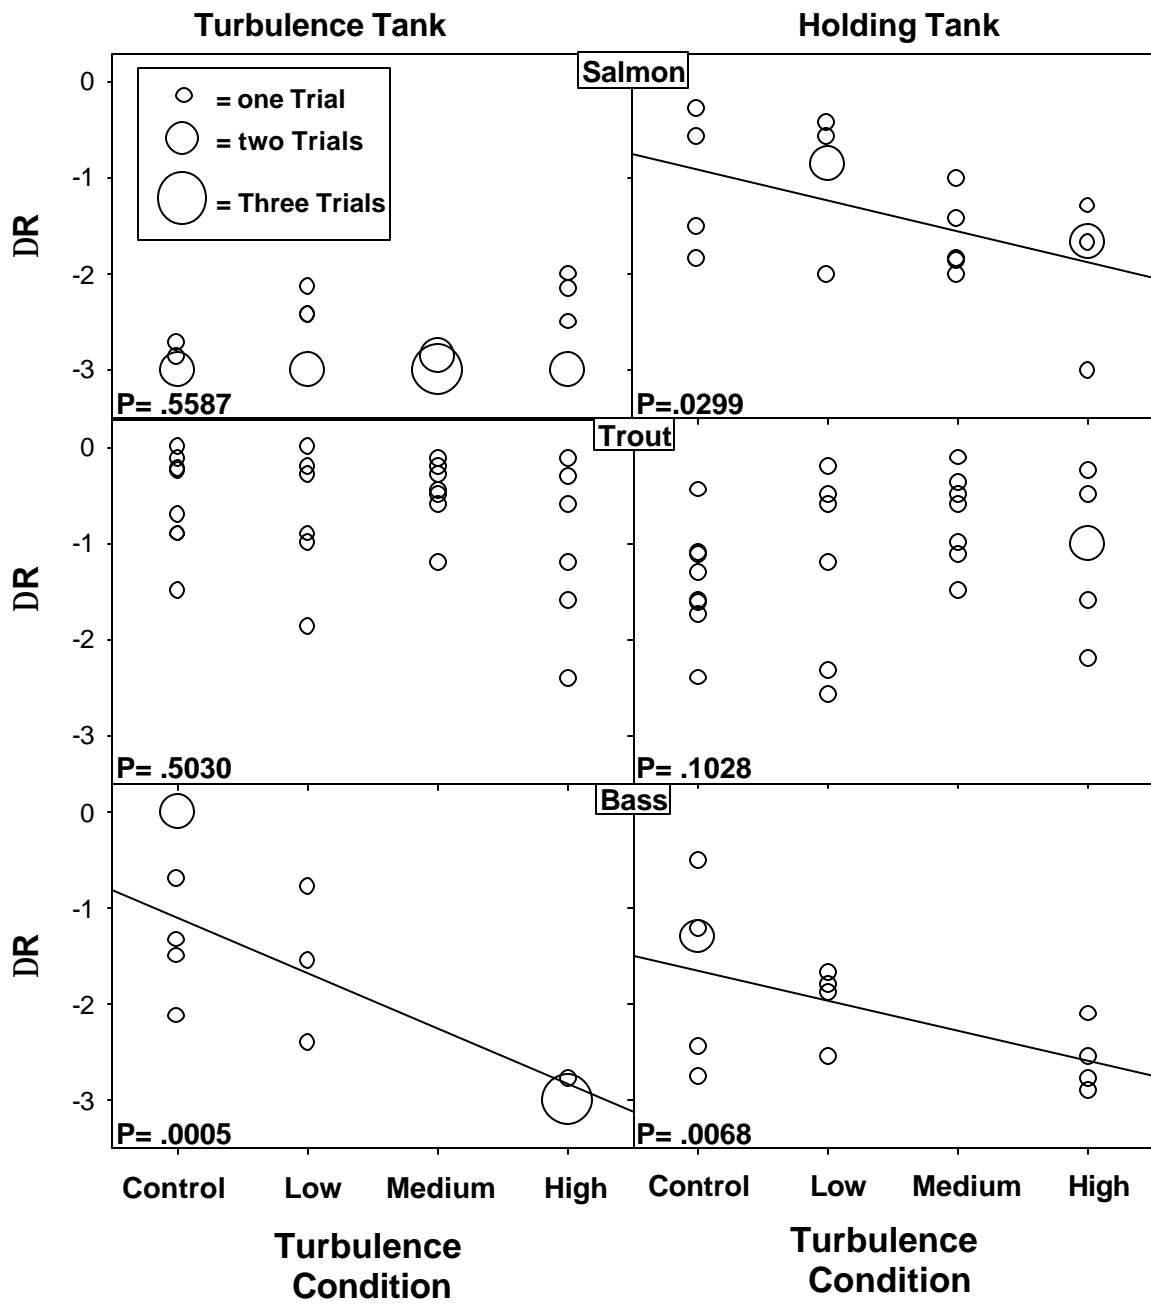 Turbulence Tank
Holding Tank
Salmon
= one Trial
= two Trials
= Three Trials
0
-1
-2
-3
DR
P= .5587
P=.0299
Trout
0
-1
-2
-3
DR
P= .5030
P= .1028
Bass
0
-1
-2
-3
DR
P= .0005
P= .0068
Control Low Medium High
Control Low Medium High
Turbulence
Condition
Turbulence
Condition